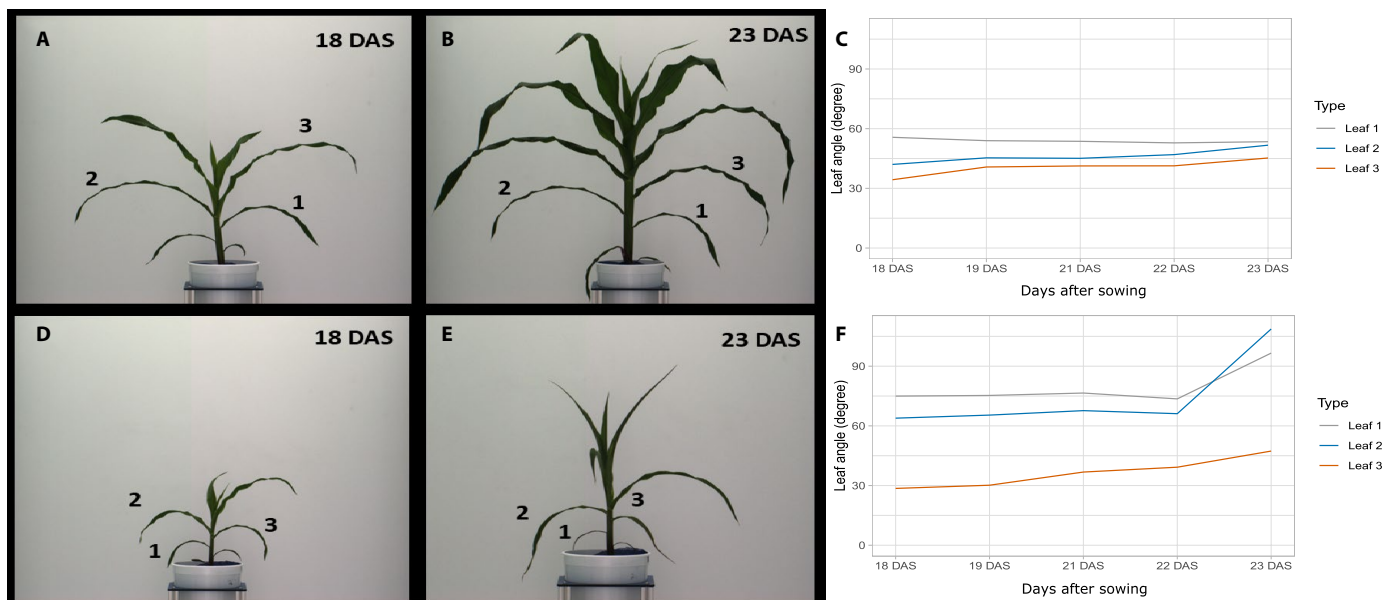 A
18 DAS
3
2
1
B
23 DAS
2
3
1
C
Leaf angle (degree)
90
60
30
0
18 DAS 19 DAS 21 DAS 22 DAS 23 DAS
Days after sowing
Type
Leaf 1
Leaf 2
Leaf 3
D
18 DAS
2
3
1
E
23 DAS
2
3
1
F
Leaf angle (degree)
90
60
30
0
18 DAS 19 DAS 21 DAS 22 DAS 23 DAS
Days after sowing
Type
Leaf 1
Leaf 2
Leaf 3